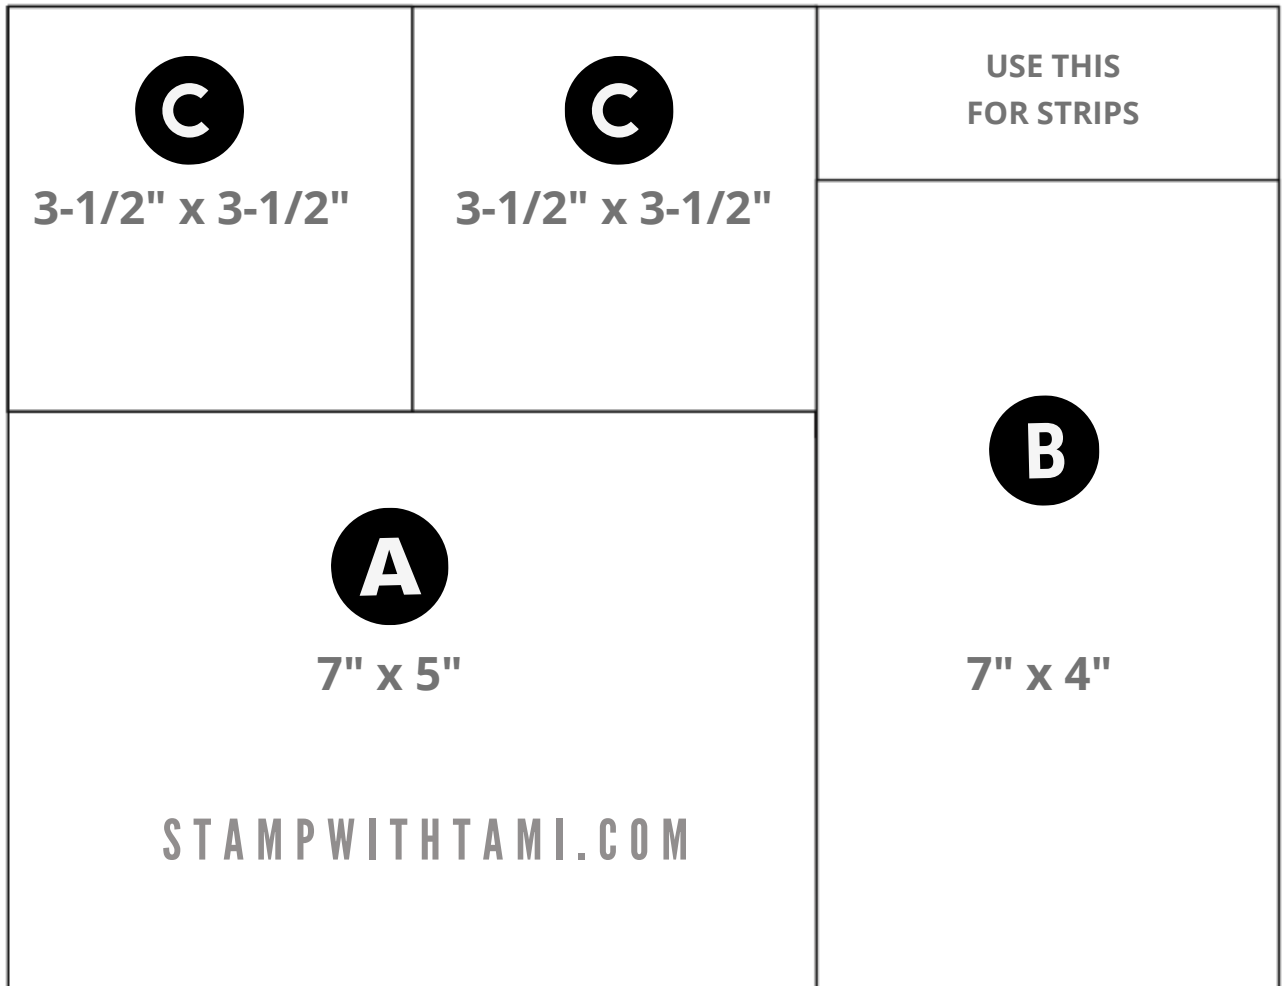 C
3-1/2" x 3-1/2"
C
3-1/2" x 3-1/2"
USE THIS
FOR STRIPS
A
7" x 5"
B
7" x 4"
STAMPWITHTAMI.COM